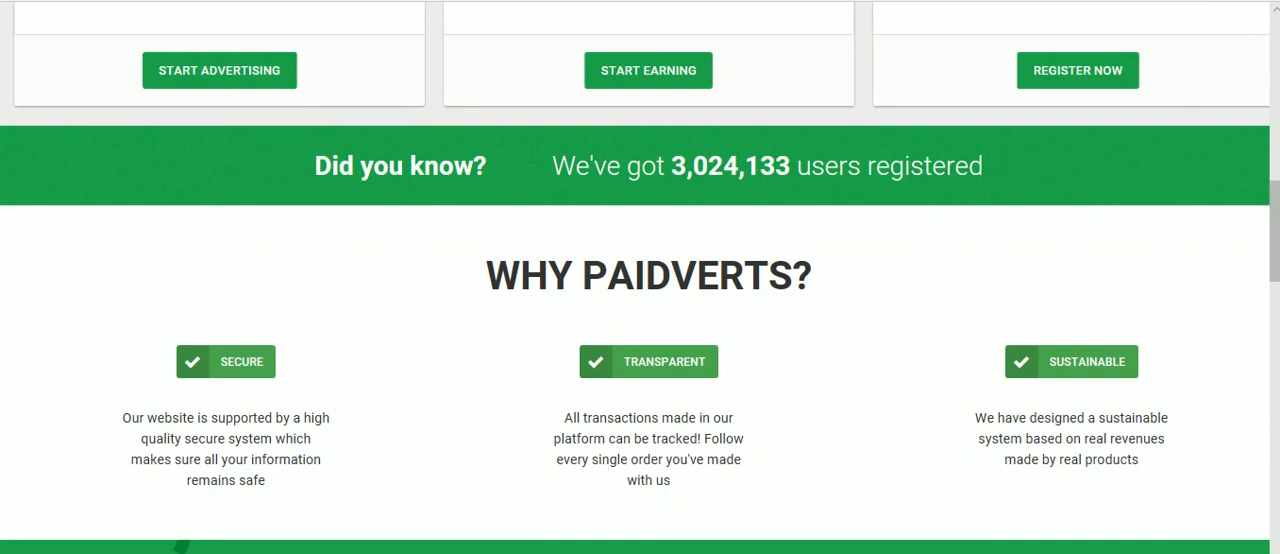 START ADVERTISING
START EARNING
REGISTER NOW
Did you know? We've got 3,024,133 users registered
WHY PAIDVERTS?
SECURE
Our website is supported by a high
quality secure system which
makes sure all your information
remains safe
TRANSPARENT
All transactions made in our
platform can be tracked! Follow
every single order you've made
with us
SUSTAINABLE
We have designed a sustainable
system based on real revenues
made by real products